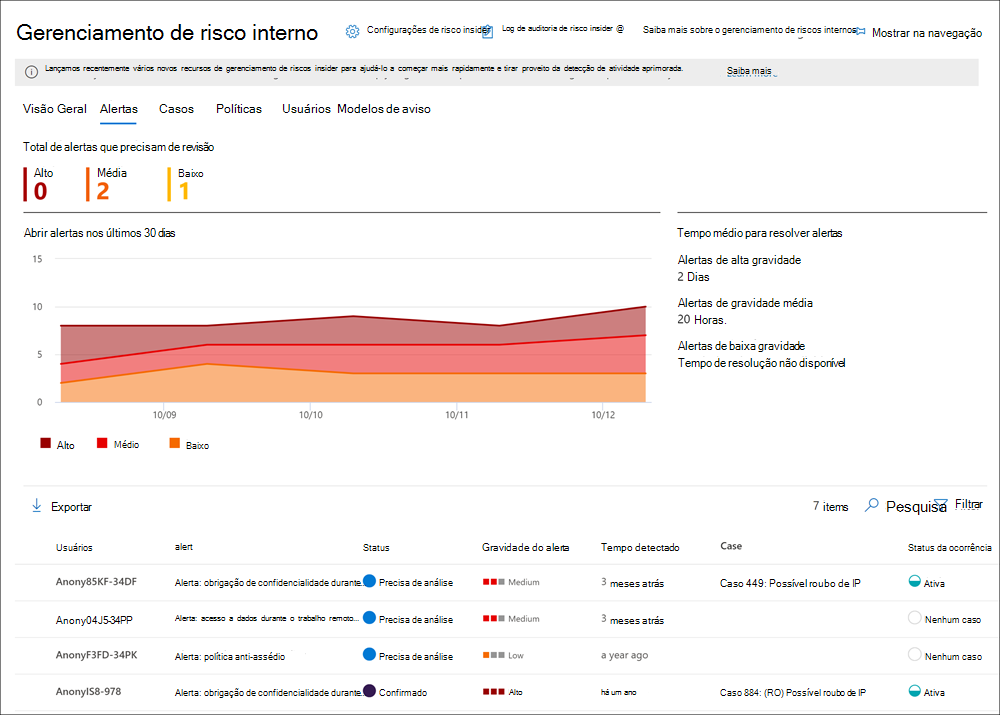 Gerenciamento de risco interno
Configurações de risco insider
Log de auditoria de risco insider @
Saiba mais sobre o gerenciamento de riscos internos
Mostrar na navegação
Lançamos recentemente vários novos recursos de gerenciamento de riscos insider para ajudá-lo a começar mais rapidamente e tirar proveito da detecção de atividade aprimorada.
Saiba mais
Visão Geral Alertas Casos Políticas Usuários Modelos de aviso
Total de alertas que precisam de revisão
Alto Média Baixo
0 2 1
Abrir alertas nos últimos 30 dias
15
10
5
0
10/09 10/10 10/11 10/12
Alto Médio Baixo
Tempo médio para resolver alertas
Alertas de alta gravidade
2 Dias
Alertas de gravidade média
20 Horas.
Alertas de baixa gravidade
Tempo de resolução não disponível
Exportar 7 items Pesquisa Filtrar
Usuários alert Status Gravidade do alerta Tempo detectado Case Status da ocorrência
Anony85KF-34DF Alerta: obrigação de confidencialidade durante. Precisa de análise Medium 3 meses atrás Caso 449: Possível roubo de IP Ativa
Anony04J5-34PP Alerta: acesso a dados durante o trabalho remoto... Precisa de análise Medium 3 meses atrás Nenhum caso
AnonyF3FD-34PK Alerta: política anti-assédio Precisa de análise Low a year ago Nenhum caso
AnonyIS8-978 Alerta: obrigação de confidencialidade durante. Confirmado Alto há um ano Caso 884: (RO) Possível roubo de IP Ativa